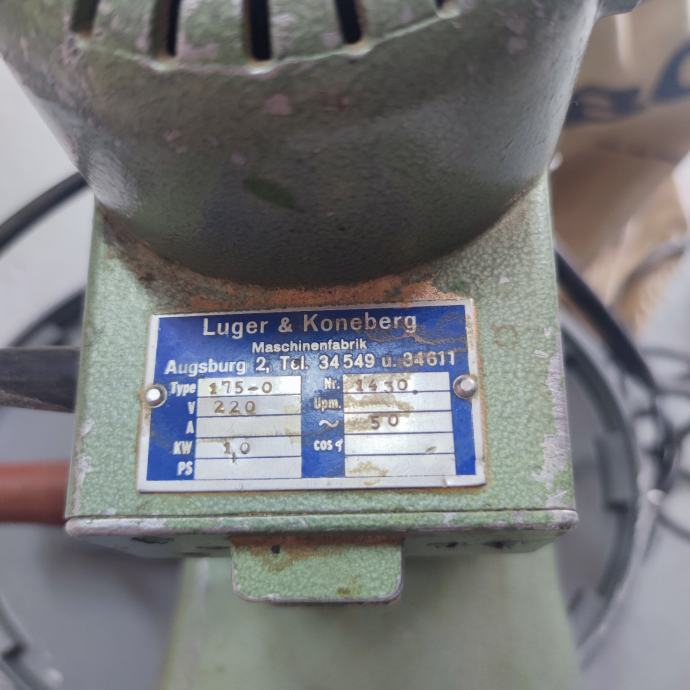 Luger & Koneberg
Maschinenfabrik
Augsburg 2, Tel. 34549 u. 34611
Type 175-0 Nr. 1430
V 220 Upm.
A ~ 50
KW 1,0 cos φ
PS